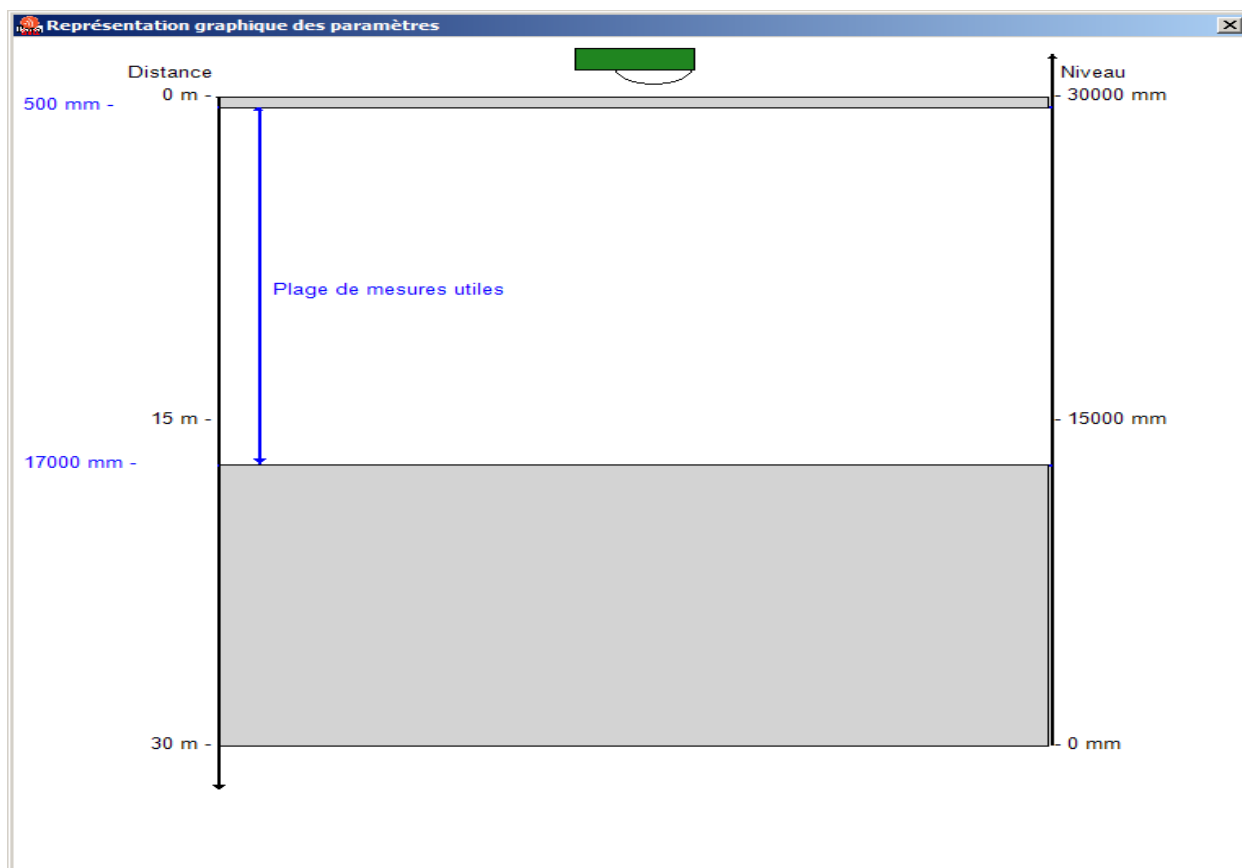 Représentation graphique des paramètres
Distance
Niveau
0 m -
- 30000 mm
500 mm -
Plage de mesures utiles
15 m -
- 15000 mm
17000 mm -
30 m -
- 0 mm